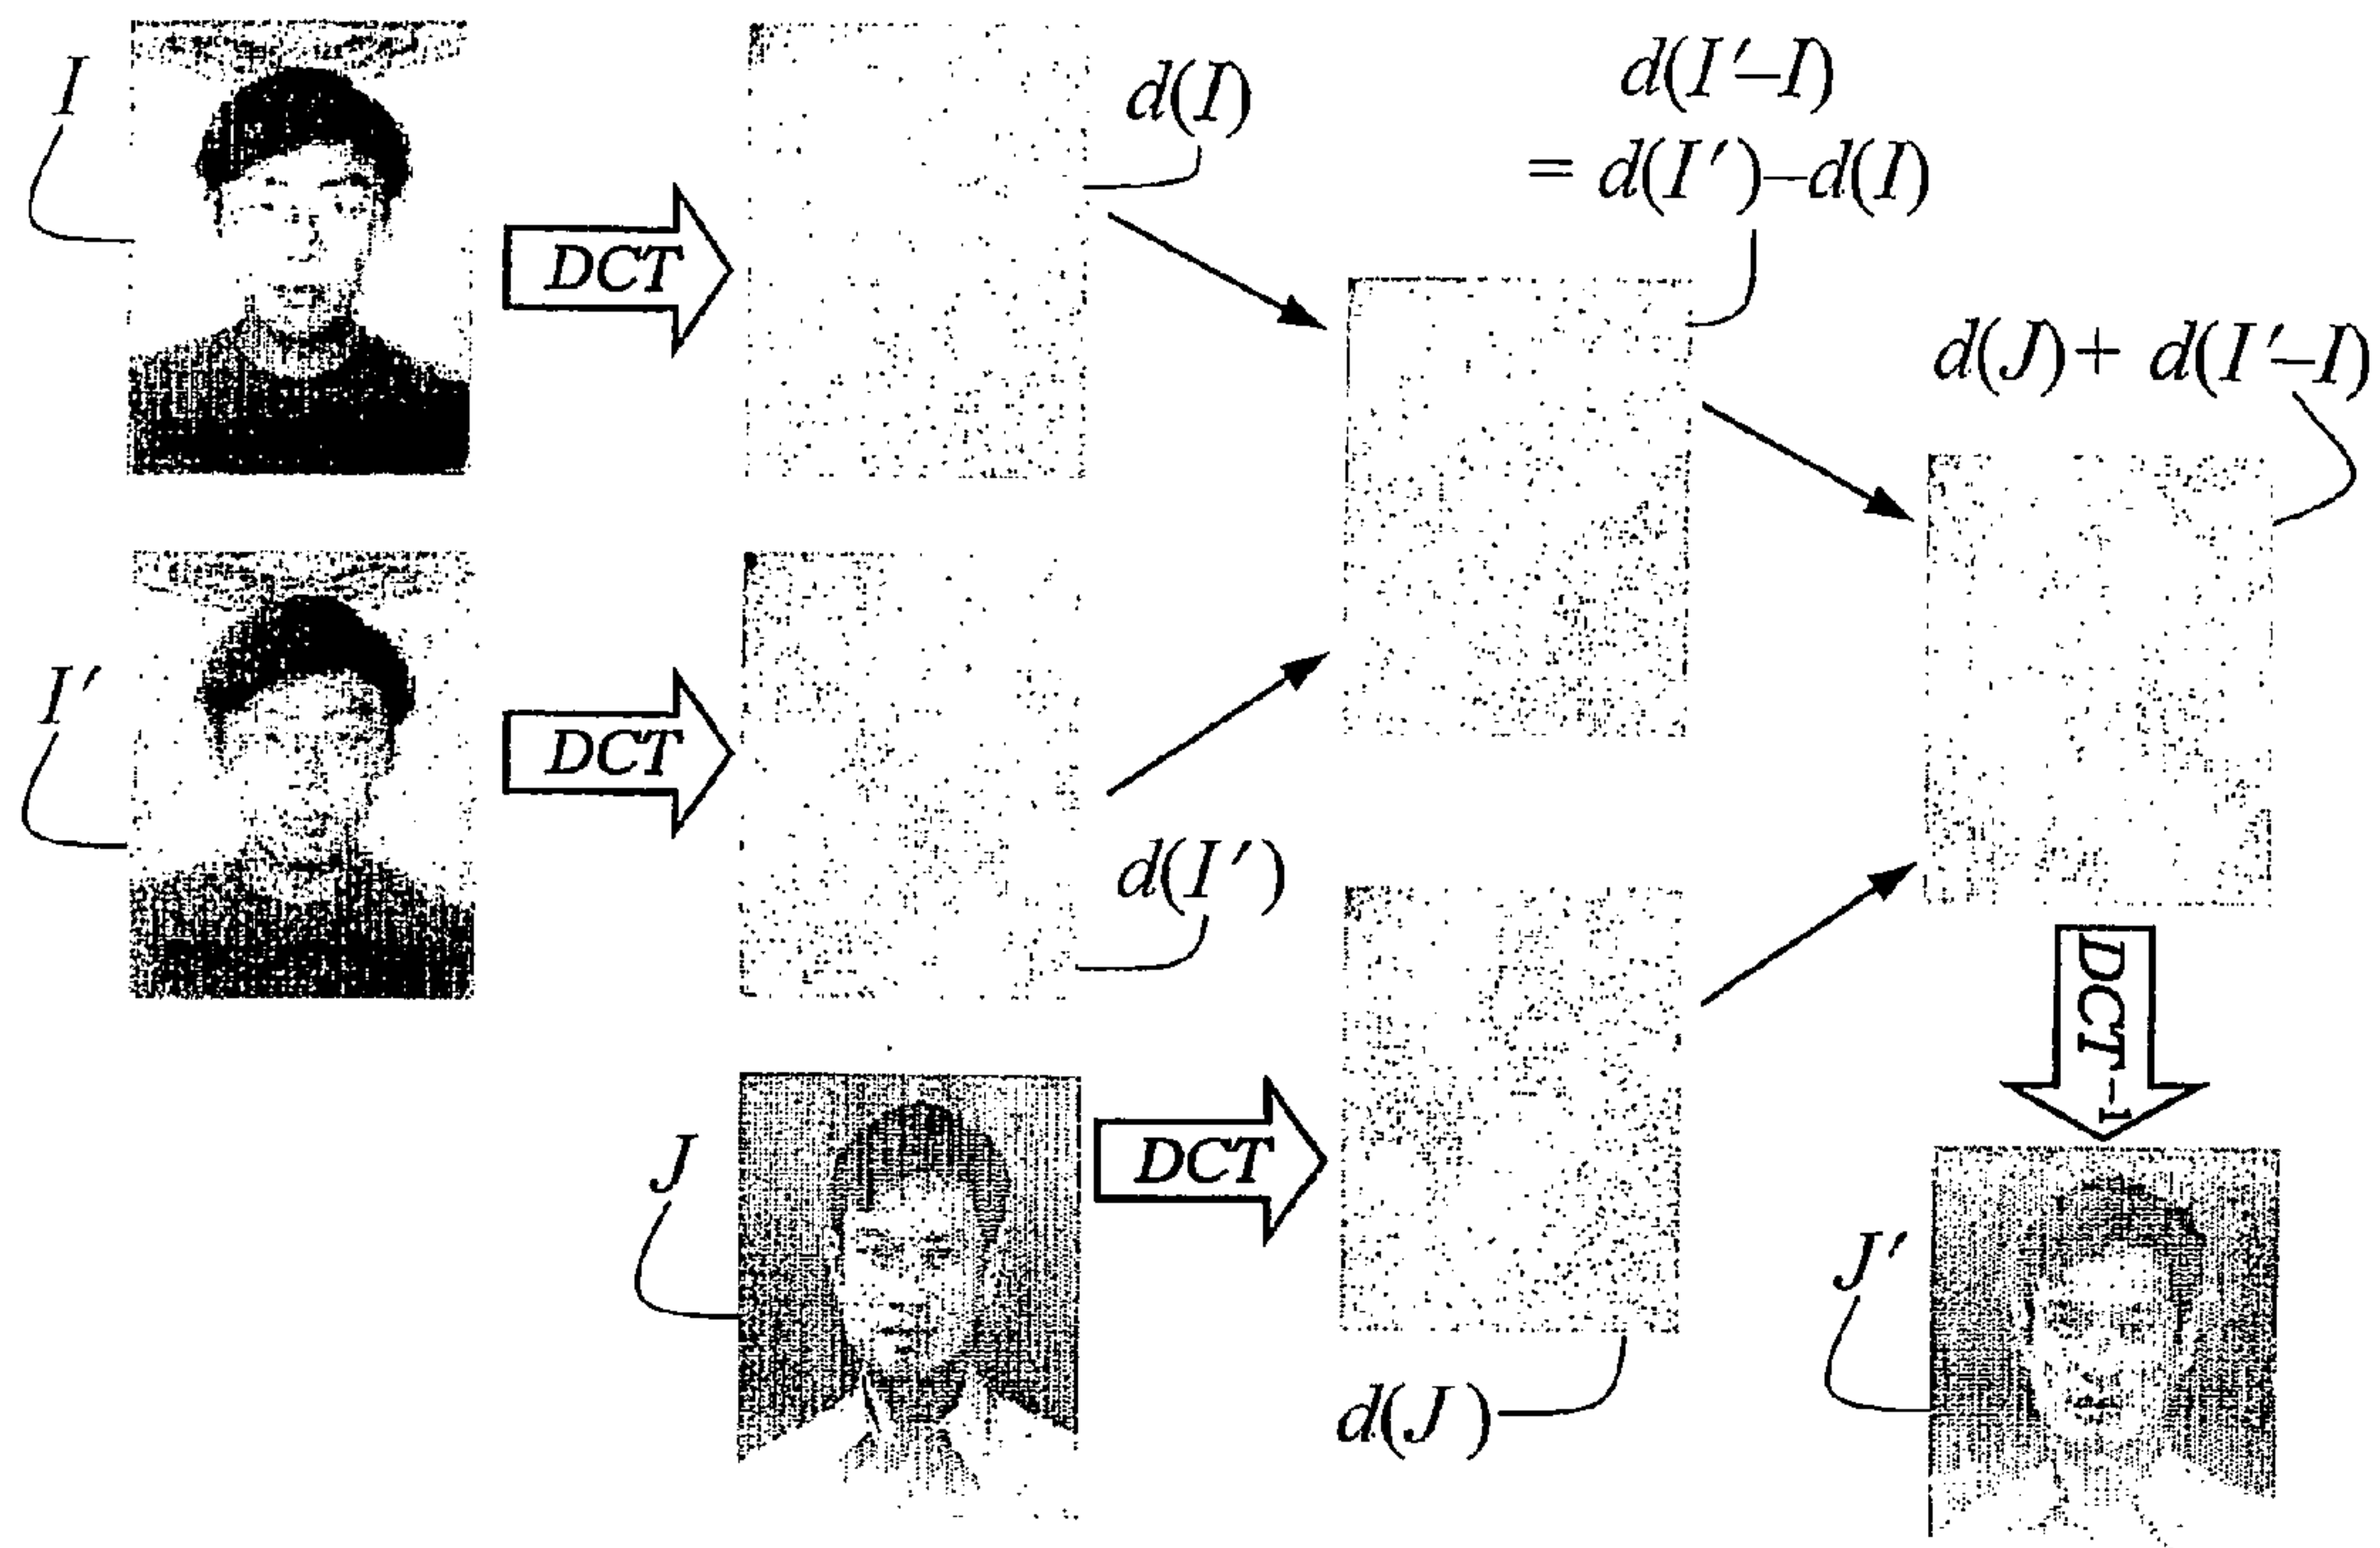 I
DCT
d(I)
d(I′–I)
= d(I′)–d(I)
d(J)+ d(I′–I)
I′
DCT
d(I′)
J
DCT
d(J)
DCT⁻¹
J′